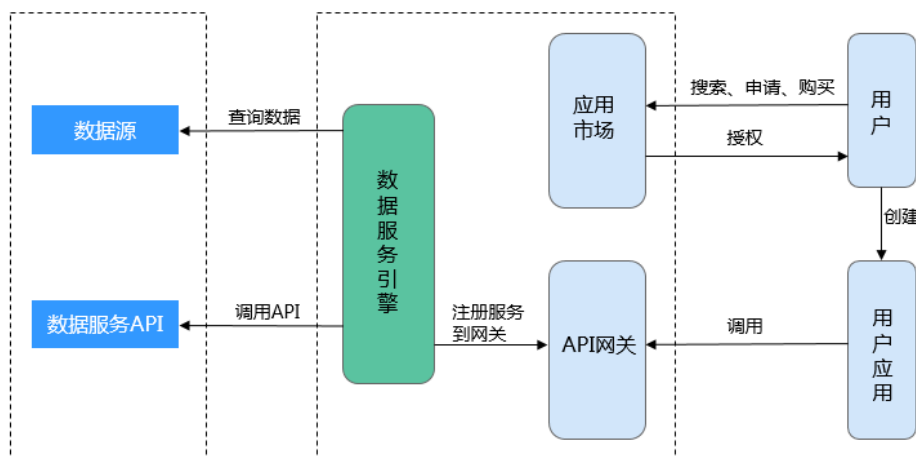 数据源
数据服务API
查询数据
调用API
数
据
服
务
引
擎
注册服务
到网关
应用
市场
API网关
搜索、申请、购买
授权
调用
用
户
创建
用
户
应
用